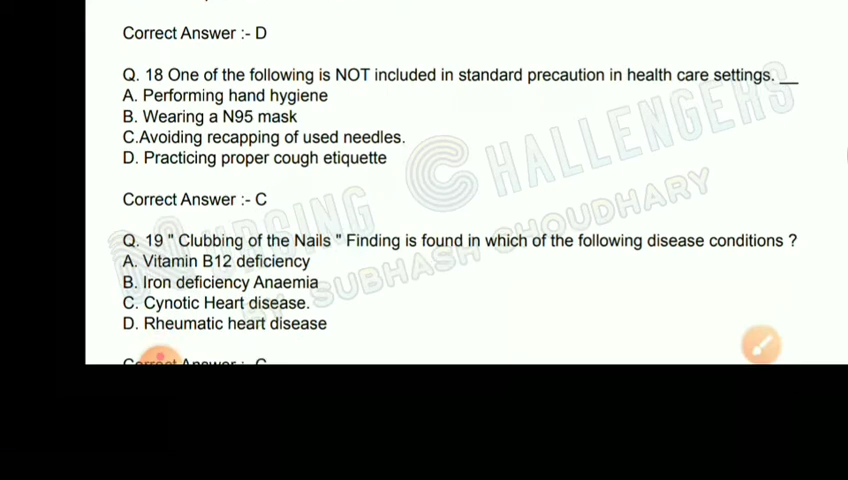 Correct Answer :- D
Q. 18 One of the following is NOT included in standard precaution in health care settings. __
A. Performing hand hygiene
B. Wearing a N95 mask
C.Avoiding recapping of used needles.
D. Practicing proper cough etiquette
Correct Answer :- C
Q. 19 " Clubbing of the Nails " Finding is found in which of the following disease conditions ?
A. Vitamin B12 deficiency
B. Iron deficiency Anaemia
C. Cynotic Heart disease.
D. Rheumatic heart disease
Correct Answer :- C
NURSING CHALLENGERS
BY SUBHASH CHOUDHARY